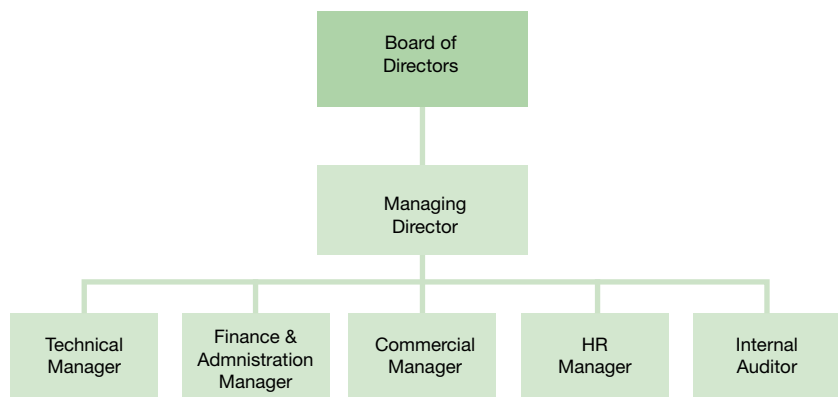 Board of
Directors
Managing
Director
Technical
Manager
Finance &
Admnistration
Manager
Commercial
Manager
HR
Manager
Internal
Auditor